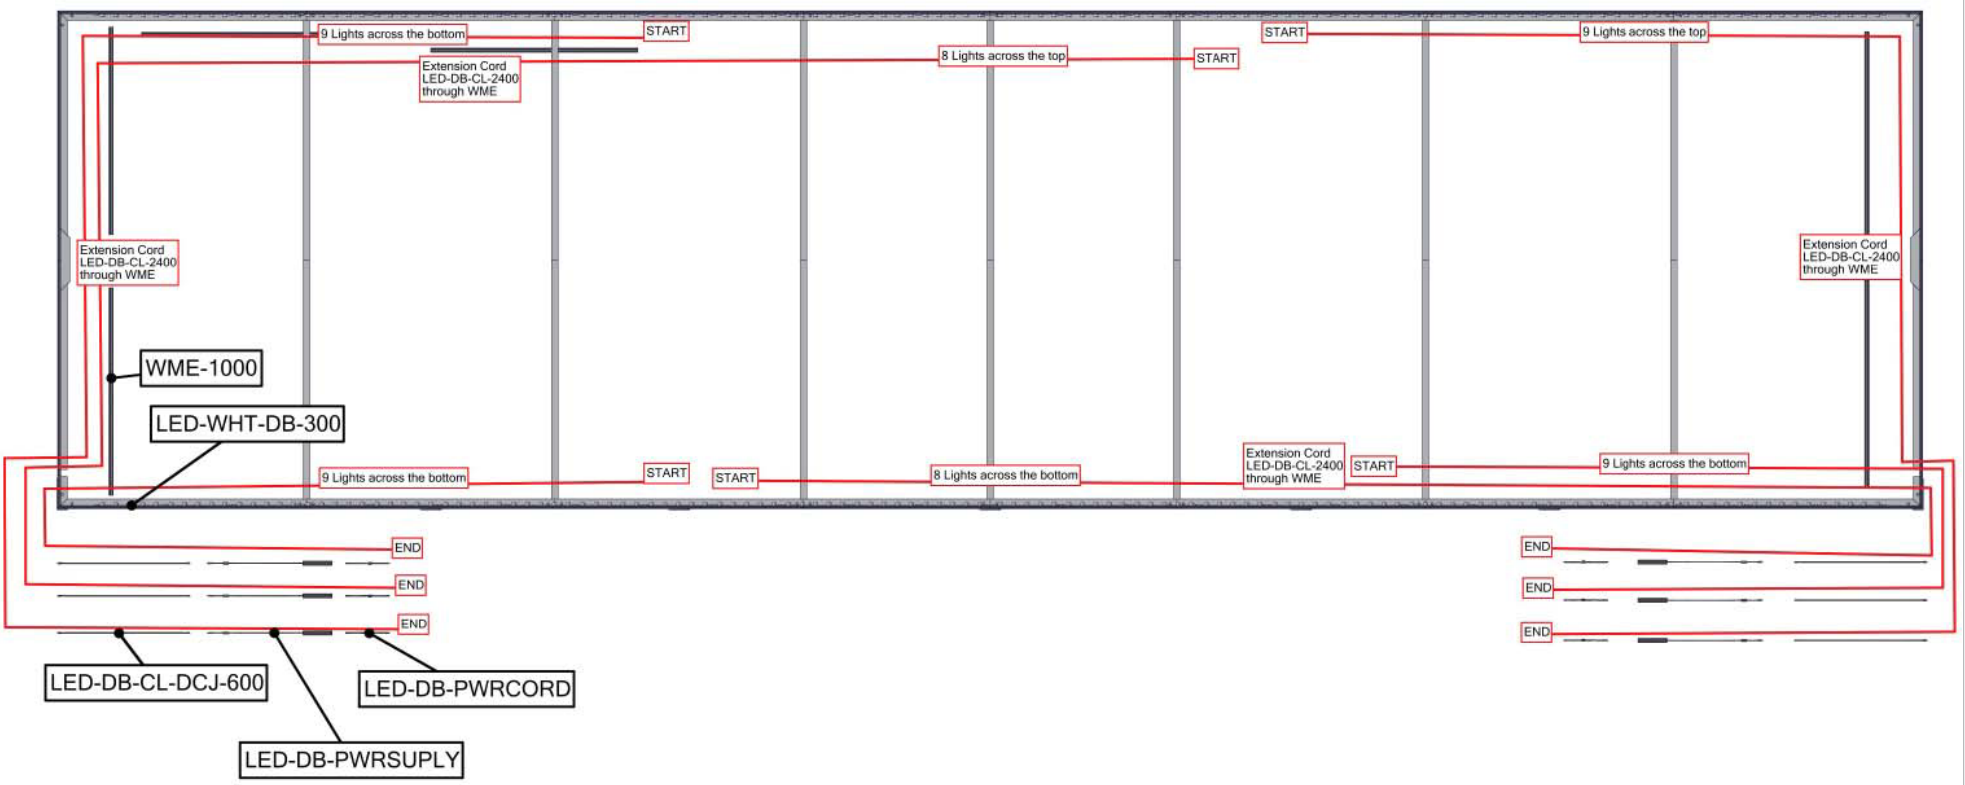 9 Lights across the bottom
START
START
9 Lights across the top
Extension Cord
LED-DB-CL-2400
through WME
8 Lights across the top
START
Extension Cord
LED-DB-CL-2400
through WME
Extension Cord
LED-DB-CL-2400
through WME
WME-1000
LED-WHT-DB-300
9 Lights across the bottom
START
START
8 Lights across the bottom
Extension Cord
LED-DB-CL-2400
through WME
START
9 Lights across the bottom
END
END
END
END
END
END
LED-DB-CL-DCJ-600
LED-DB-PWRCORD
LED-DB-PWRSUPLY